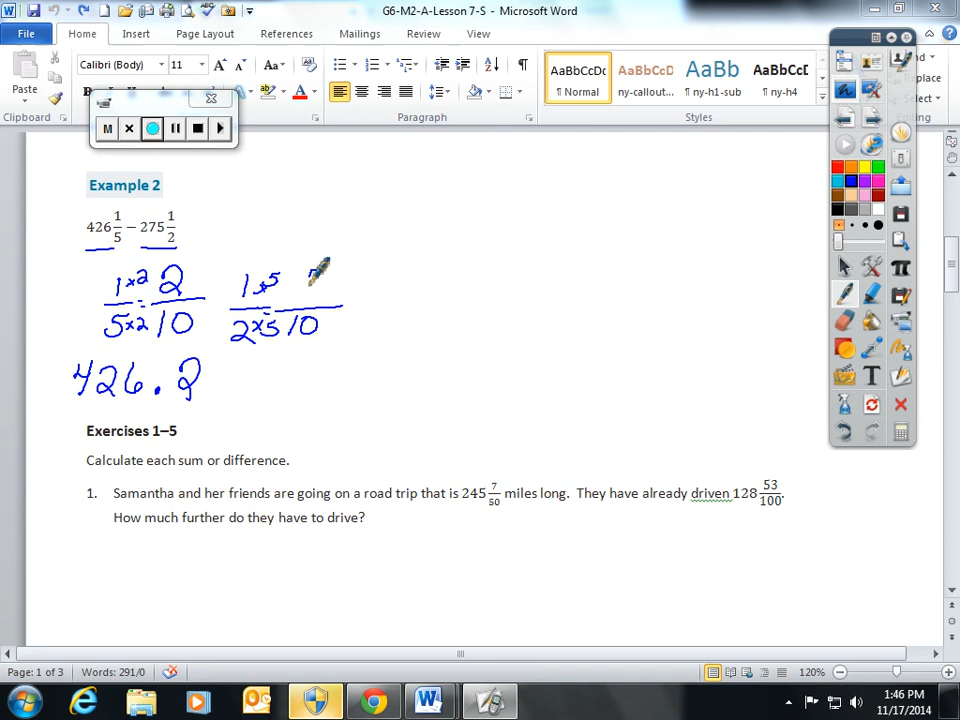 G6-M2-A-Lesson 7-S - Microsoft Word
File Home Insert Page Layout References Mailings Review View
Calibri (Body) 11 A A Aa
Paste
AaBbCcDc AaBbCcD AaBb AaBbCcD
¶ Normal ny-callout... ¶ ny-h1-sub ¶ ny-h4
Clipboard Paragraph Styles Editing
M
Example 2
426 1/5 − 275 1/2
1×2 2 1×5
5×2 = 10 2×5 = 10
426.2
Exercises 1–5
Calculate each sum or difference.
1. Samantha and her friends are going on a road trip that is 245 7/50 miles long. They have already driven 128 53/100.
How much further do they have to drive?
Page: 1 of 3 Words: 291/0 120%
1:46 PM
11/17/2014